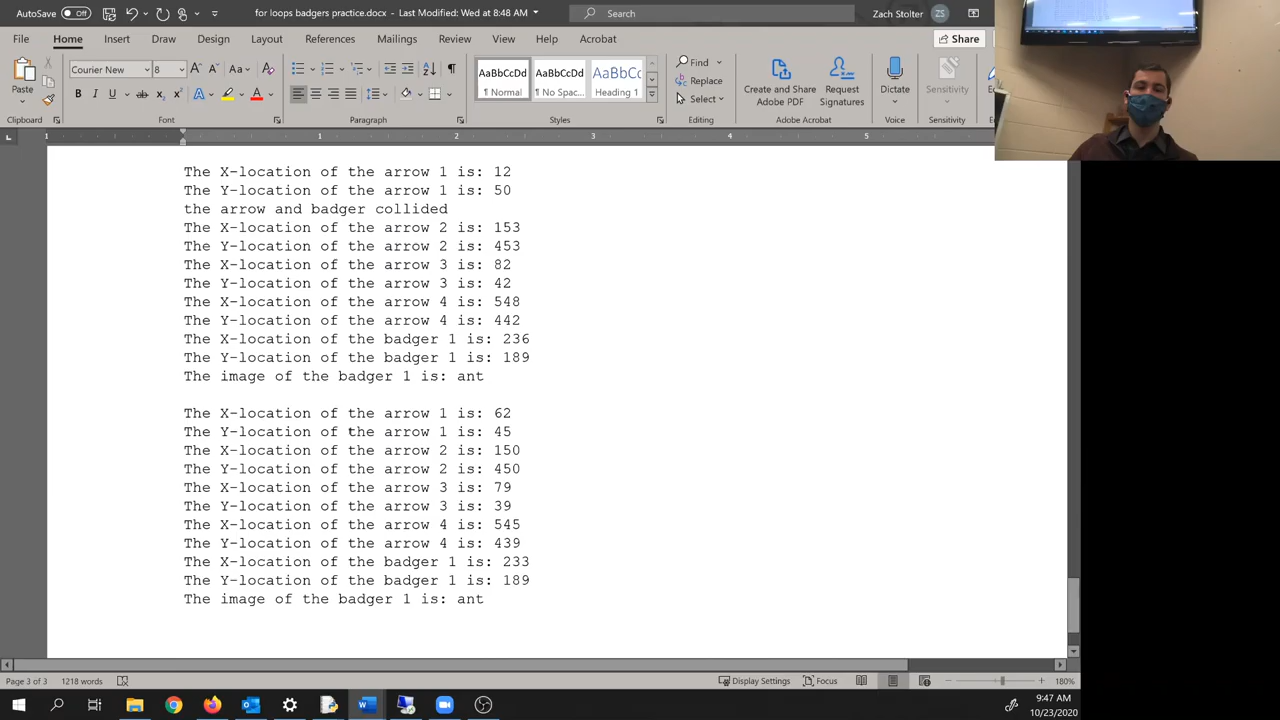 AutoSave Off for loops badgers practice.docx - Last Modified: Wed at 8:48 AM Search Zach Stolter ZS
File Home Insert Draw Design Layout References Mailings Review View Help Acrobat Share
Courier New 8 Aa
AaBbCcDd AaBbCcDd AaBbCc
¶ Normal ¶ No Spac... Heading 1
Paste Find Replace Select Create and Share Adobe PDF Request Signatures Dictate Sensitivity
Clipboard Font Paragraph Styles Editing Adobe Acrobat Voice Sensitivity
1 1 2 3 4 5
The X-location of the arrow 1 is: 12
The Y-location of the arrow 1 is: 50
the arrow and badger collided
The X-location of the arrow 2 is: 153
The Y-location of the arrow 2 is: 453
The X-location of the arrow 3 is: 82
The Y-location of the arrow 3 is: 42
The X-location of the arrow 4 is: 548
The Y-location of the arrow 4 is: 442
The X-location of the badger 1 is: 236
The Y-location of the badger 1 is: 189
The image of the badger 1 is: ant
The X-location of the arrow 1 is: 62
The Y-location of the arrow 1 is: 45
The X-location of the arrow 2 is: 150
The Y-location of the arrow 2 is: 450
The X-location of the arrow 3 is: 79
The Y-location of the arrow 3 is: 39
The X-location of the arrow 4 is: 545
The Y-location of the arrow 4 is: 439
The X-location of the badger 1 is: 233
The Y-location of the badger 1 is: 189
The image of the badger 1 is: ant
Page 3 of 3 1218 words Display Settings Focus 180%
9:47 AM
10/23/2020